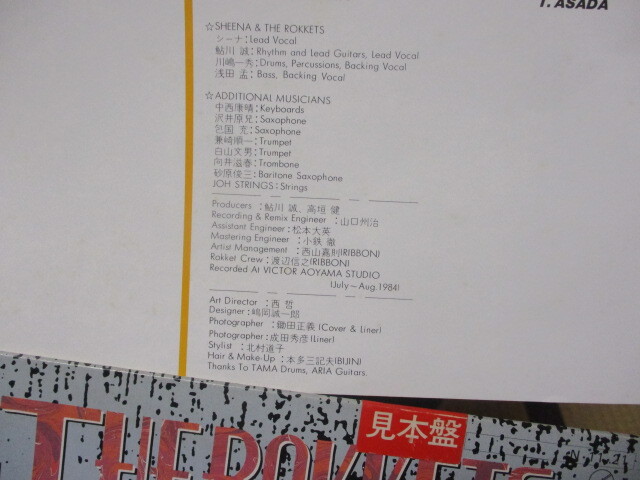 T. ASADA
☆SHEENA & THE ROKKETS
シーナ：Lead Vocal
鮎川 誠：Rhythm and Lead Guitars, Lead Vocal
川嶋一秀：Drums, Percussions, Backing Vocal
浅田 孟：Bass, Backing Vocal
☆ADDITIONAL MUSICIANS
中西康晴：Keyboards
沢井原兒：Saxophone
包国 充：Saxophone
兼崎順一：Trumpet
白山文男：Trumpet
向井滋春：Trombone
砂原俊三：Baritone Saxophone
JOH STRINGS：Strings
Producers ：鮎川 誠、高垣 健
Recording & Remix Engineer ：山口州治
Assistant Engineer：松本大英
Mastering Engineer ：小鉄 徹
Artist Management ：西山嘉則(RIBBON)
Rokket Crew：渡辺信之(RIBBON)
Recorded At VICTOR AOYAMA STUDIO
(July～Aug.1984)
Art Director ：西 哲
Designer：嶋岡誠一郎
Photographer ：鋤田正義 (Cover & Liner)
Photographer：成田秀彦 (Liner)
Stylist ：北村道子
Hair & Make-Up ：本多三記夫(BIJIN)
Thanks To TAMA Drums, ARIA Guitars.
見本盤
THE ROKKETS